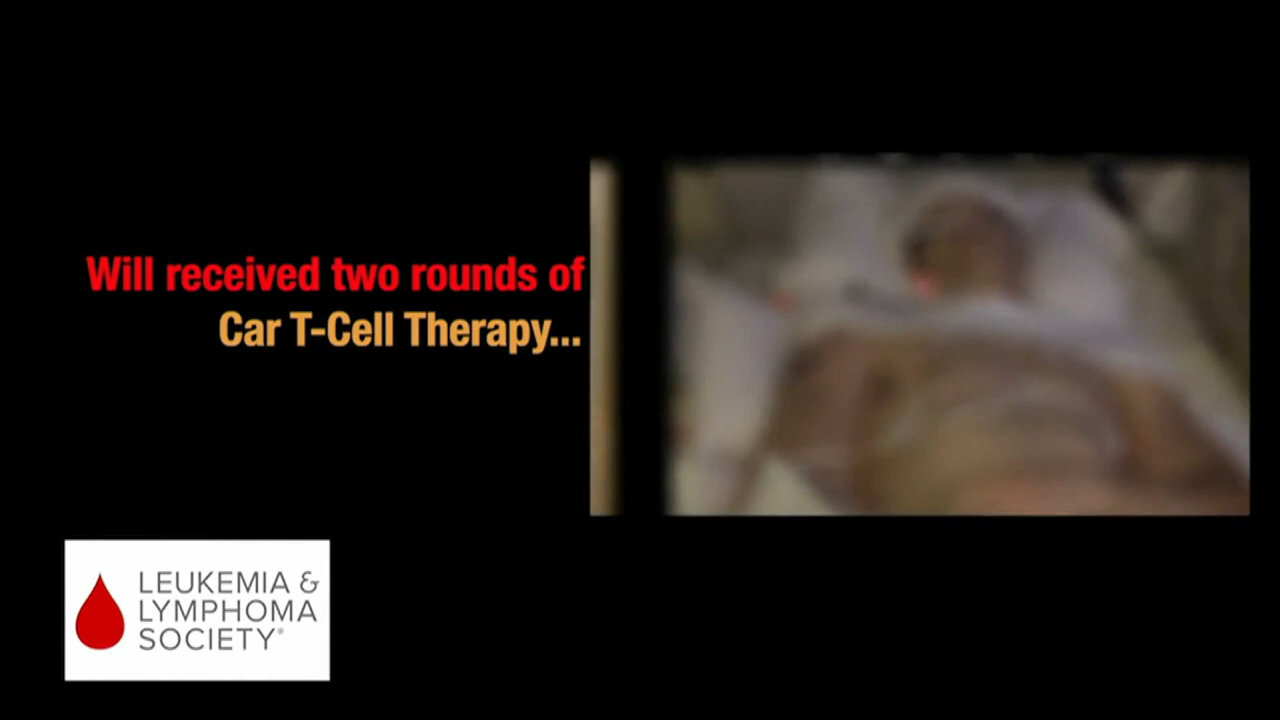 Will received two rounds of
Car T-Cell Therapy...
LEUKEMIA &
LYMPHOMA
SOCIETY®